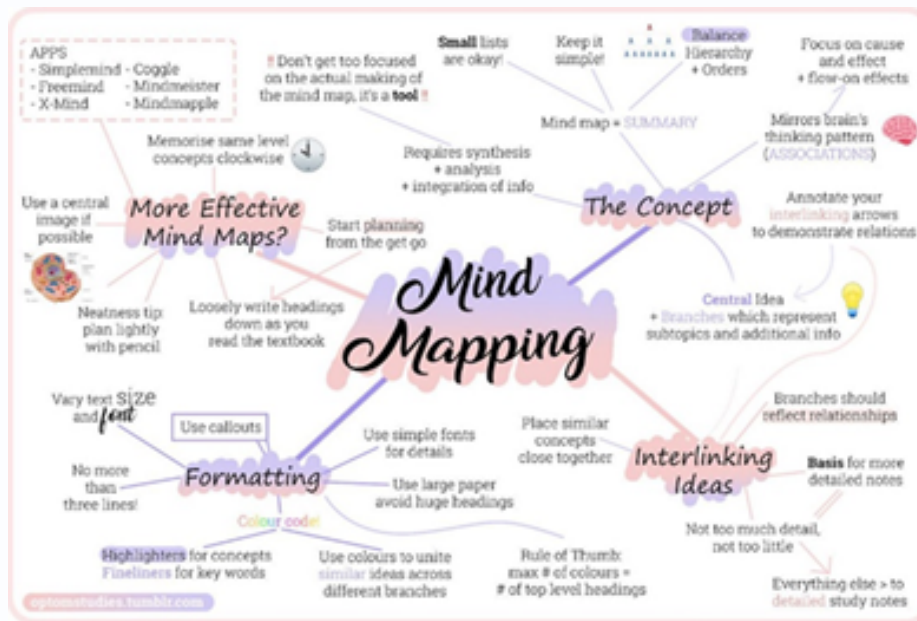 APPS
- Simplemind - Coggle
- Freemind - Mindmeister
- X-Mind - Mindmapple
!! Don't get too focused
on the actual making of
the mind map, it's a tool !!
Small lists
are okay!
Keep it
simple!
Balance
Hierarchy
+ Orders
Focus on cause
and effect
+ flow-on effects
Mind map = SUMMARY
Mirrors brain's
thinking pattern
(ASSOCIATIONS)
Memorise same level
concepts clockwise
Requires synthesis
+ analysis
+ integration of info
Use a central
image if
possible
More Effective
Mind Maps?
Start planning
from the get go
The Concept
Annotate your
interlinking arrows
to demonstrate relations
Mind
Mapping
Neatness tip:
plan lightly
with pencil
Loosely write headings
down as you
read the textbook
Central Idea
+ Branches which represent
subtopics and additional info
Vary text size
and font
Use callouts
Use simple fonts
for details
Place similar
concepts
close together
Branches should
reflect relationships
No more
than
three lines!
Formatting
Use large paper
avoid huge headings
Interlinking
Ideas
Basis for more
detailed notes
Colour code!
Not too much detail,
not too little
Highlighters for concepts
Fineliners for key words
Use colours to unite
similar ideas across
different branches
Rule of Thumb:
max # of colours =
# of top level headings
Everything else > to
detailed study notes
optomstudies.tumblr.com